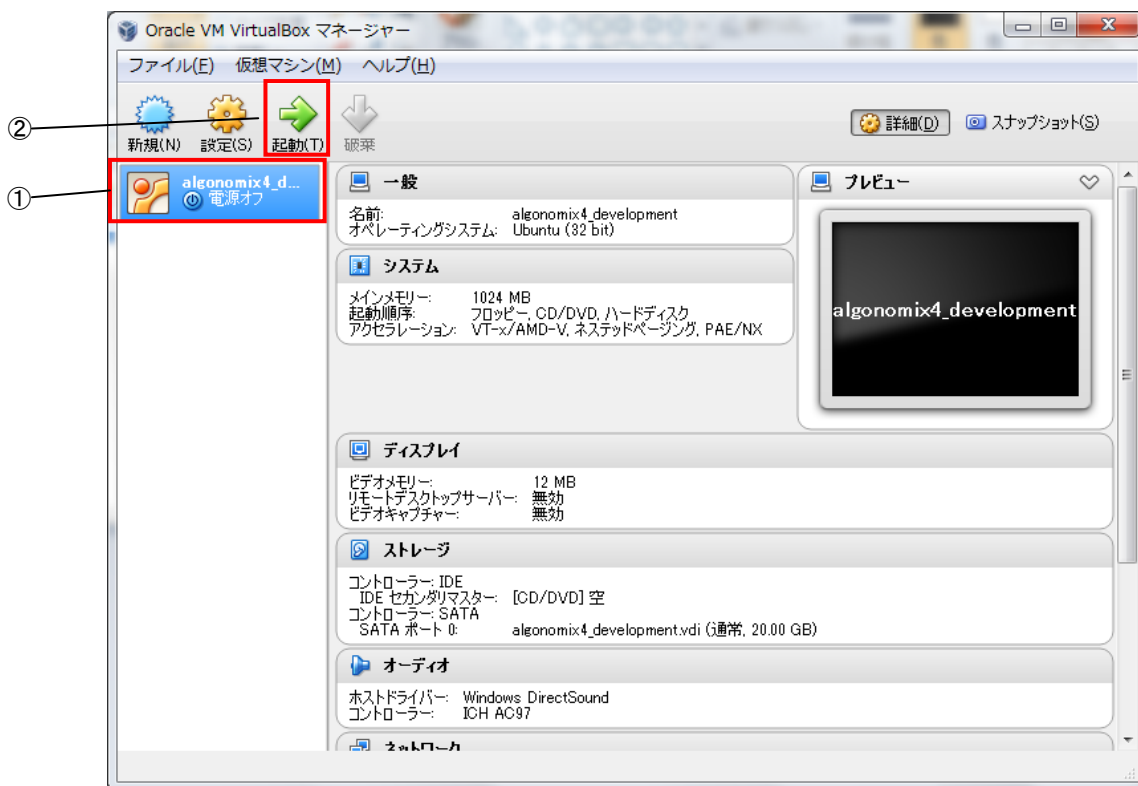 Oracle VM VirtualBox マネージャー
ファイル(F) 仮想マシン(M) ヘルプ(H)
②
新規(N) 設定(S) 起動(T) 破棄
詳細(D) スナップショット(S)
①
algonomix4_d...
電源オフ
一般
名前: algonomix4_development
オペレーティングシステム: Ubuntu (32 bit)
システム
メインメモリー: 1024 MB
起動順序: フロッピー, CD/DVD, ハードディスク
アクセラレーション: VT-x/AMD-V, ネステッドページング, PAE/NX
プレビュー
algonomix4_development
ディスプレイ
ビデオメモリー: 12 MB
リモートデスクトップサーバー: 無効
ビデオキャプチャー: 無効
ストレージ
コントローラー: IDE
IDE セカンダリマスター: [CD/DVD] 空
コントローラー: SATA
SATA ポート 0: algonomix4_development.vdi (通常, 20.00 GB)
オーディオ
ホストドライバー: Windows DirectSound
コントローラー: ICH AC97
ネットワーク